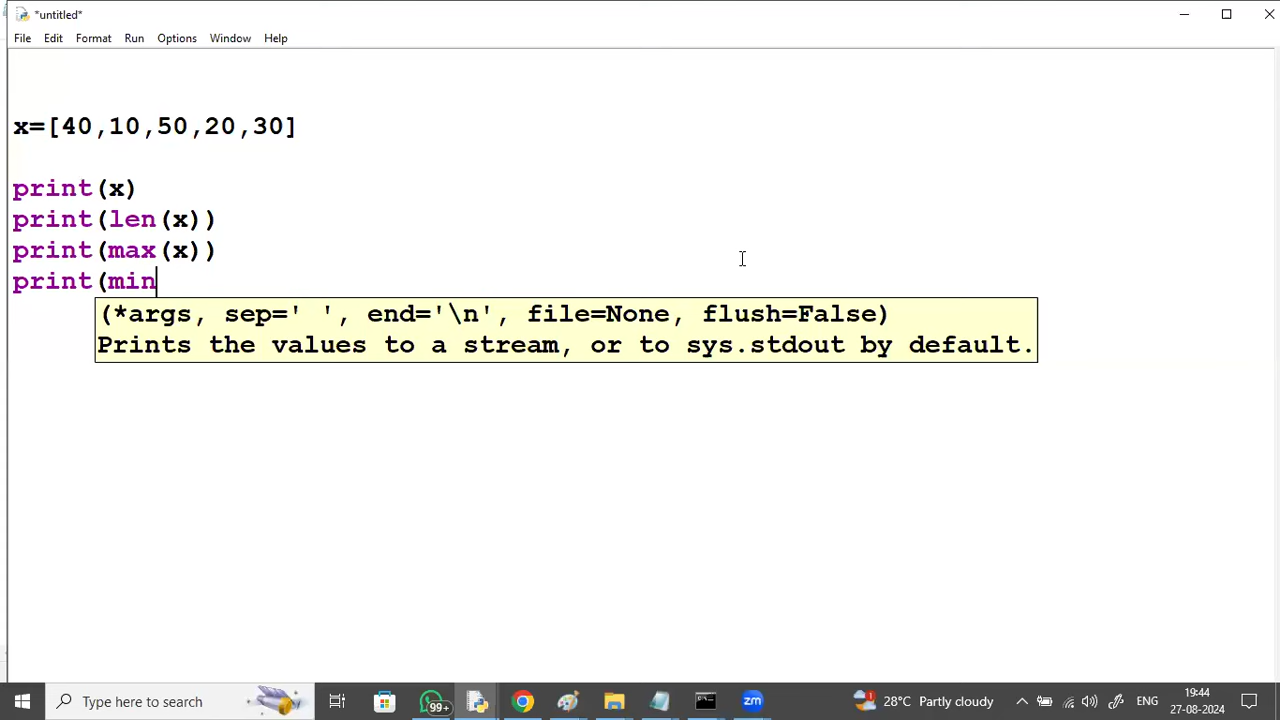 *untitled*
File Edit Format Run Options Window Help
x=[40,10,50,20,30]
print(x)
print(len(x))
print(max(x))
print(min
(*args, sep=' ', end='\n', file=None, flush=False)
Prints the values to a stream, or to sys.stdout by default.
Type here to search
99+
zm
1
28°C Partly cloudy
ENG
19:44
27-08-2024